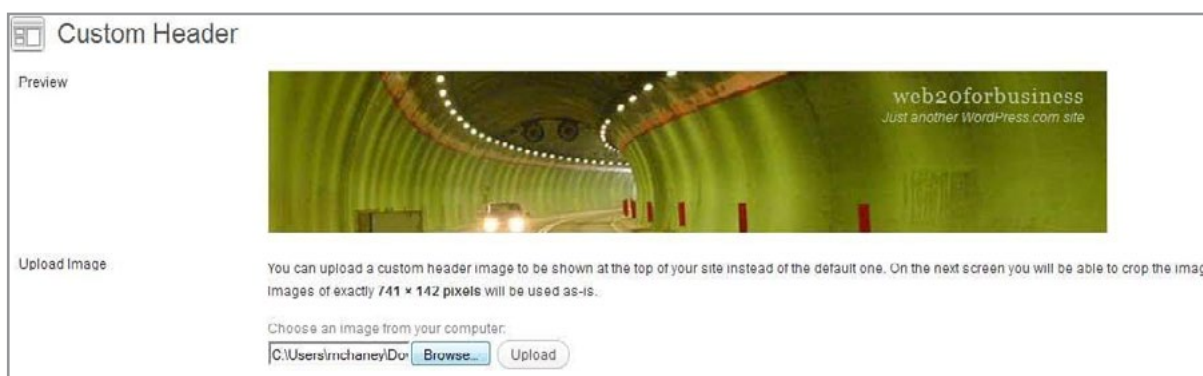 Custom Header
Preview
web20forbusiness
Just another WordPress.com site
Upload Image
You can upload a custom header image to be shown at the top of your site instead of the default one. On the next screen you will be able to crop the imag
Images of exactly 741 × 142 pixels will be used as-is.
Choose an image from your computer:
C:\Users\mchaney\Do Browse... Upload